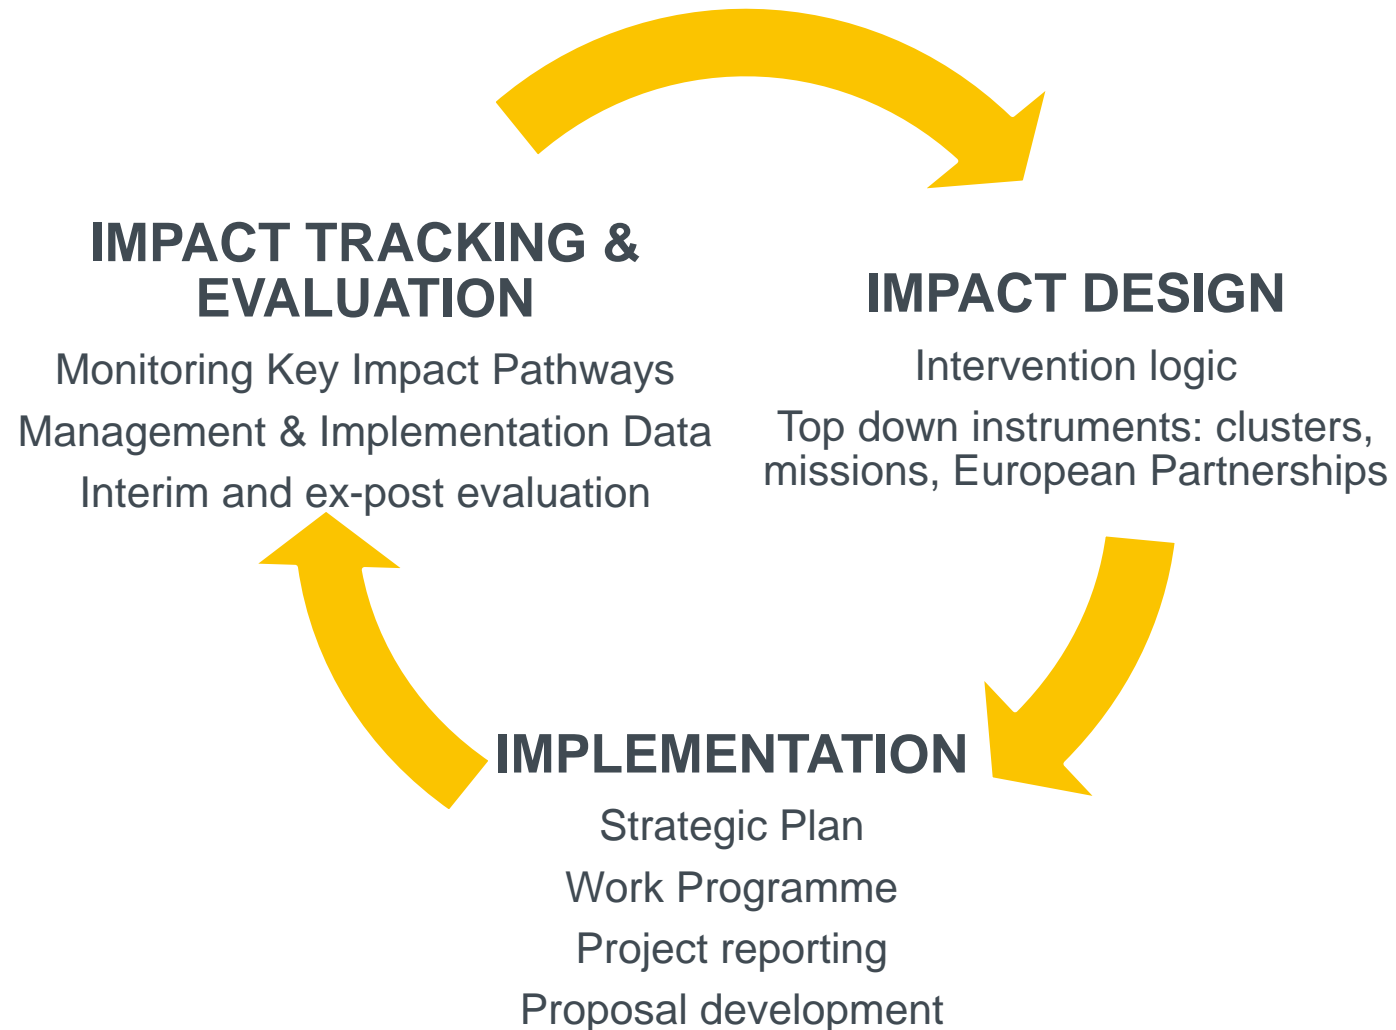 IMPACT TRACKING &
EVALUATION
Monitoring Key Impact Pathways
Management & Implementation Data
Interim and ex-post evaluation
IMPACT DESIGN
Intervention logic
Top down instruments: clusters,
missions, European Partnerships
IMPLEMENTATION
Strategic Plan
Work Programme
Project reporting
Proposal development